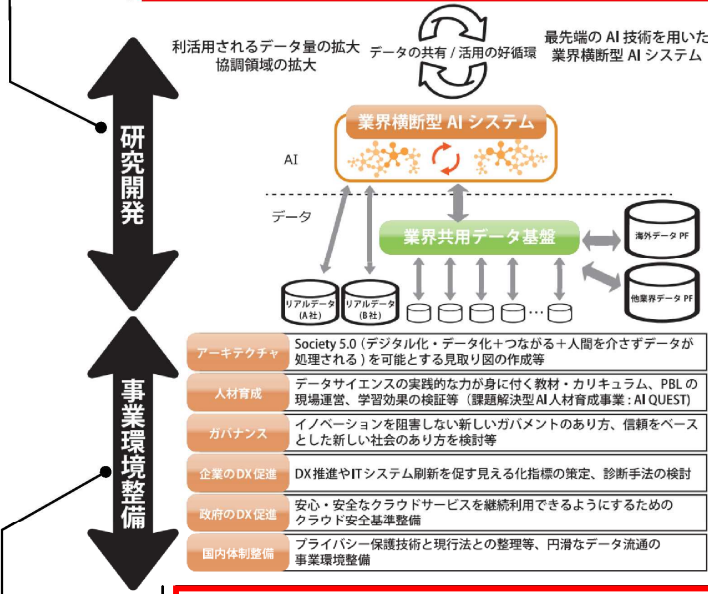 利活用されるデータ量の拡大
協調領域の拡大
データの共有 / 活用の好循環
最先端の AI 技術を用いた
業界横断型 AI システム
研究開発
業界横断型 AI システム
AI
データ
業界共用データ基盤
海外データ PF
他業界データ PF
リアルデータ
(A 社)
リアルデータ
(B 社)
…
事業環境整備
アーキテクチャ
Society 5.0 (デジタル化・データ化＋つながる＋人間を介さずデータが
処理される ) を可能とする見取り図の作成等
人材育成
データサイエンスの実践的な力が身に付く教材・カリキュラム、PBL の
現場運営、学習効果の検証等（課題解決型 AI 人材育成事業 : AI QUEST)
ガバナンス
イノベーションを阻害しない新しいガバメントのあり方、信頼をベース
とした新しい社会のあり方を検討等
企業のDX促進
DX推進やITシステム刷新を促す見える化指標の策定、診断手法の検討
政府のDX促進
安心・安全なクラウドサービスを継続利用できるようにするための
クラウド安全基準整備
国内体制整備
プライバシー保護技術と現行法との整理等、円滑なデータ流通の
事業環境整備